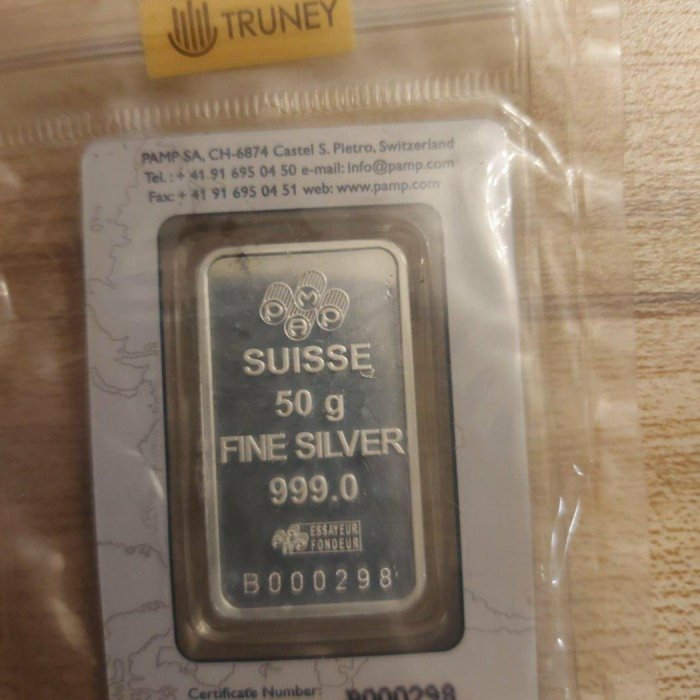 TRUNEY
PAMP SA, CH-6874 Castel S. Pietro, Switzerland
Tel.: + 41 91 695 04 50 e-mail: info@pamp.com
Fax: + 41 91 695 04 51 web: www.pamp.com
PAMP
SUISSE
50 g
FINE SILVER
999.0
ESSAYEUR
FONDEUR
B000298
Certificate Number: B000298